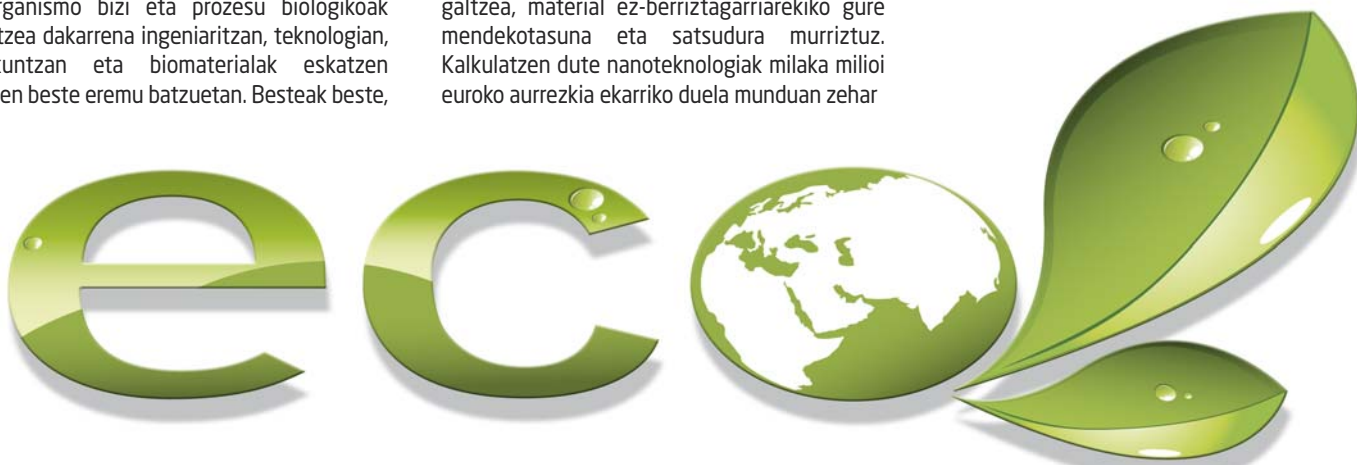 organismo bizi eta prozesu biologikoak
tzea dakarrena ingeniaritzan, teknologian,
untzan eta biomaterialak eskatzen
en beste eremu batzuetan. Besteak beste,
galtzea, material ez-berriztagarriarekiko gure
mendekotasuna eta satsudura murriztuz.
Kalkulatzen dute nanoteknologiak milaka milioi
euroko aurrezkia ekarriko duela munduan zehar
eco